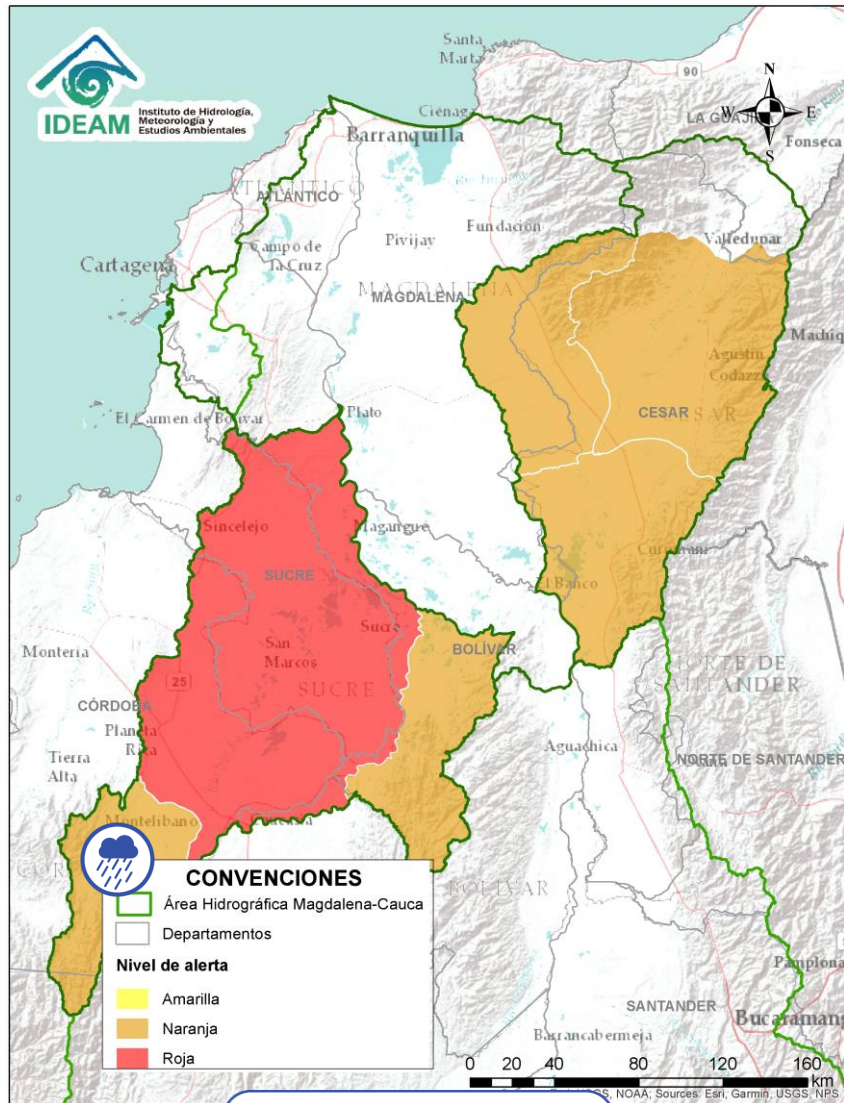 IDEAM
Instituto de Hidrología,
Meteorología y
Estudios Ambientales
Santa
Marta
90
N
W
E
S
LA GUAJIRA
Fonseca
Ciénaga
Barranquilla
ATLÁNTICO
Campo de
la Cruz
Pivijay
Fundación
Valledupar
Cartagena
MAGDALENA
MAGDALENA
Agustín
Codazzi
CESAR
El Carmen de Bolívar
Plato
Sincelejo
Magangue
SUCRE
El Banco
Sucre
San
Marcos
BOLÍVAR
SUCRE
Montería
25
NORTE DE
SANTANDER
CÓRDOBA
Planeta
Rica
Tierra
Alta
Aguachica
NORTE DE SANTANDER
Montelíbano
BOLÍVAR
CONVENCIONES
Área Hidrográfica Magdalena-Cauca
Departamentos
Nivel de alerta
Amarilla
Naranja
Roja
Pamplona
SANTANDER
Barrancabermeja
0 20 40 80 120 160
km
NOAA; Sources: Esri, Garmin, USGS, NPS